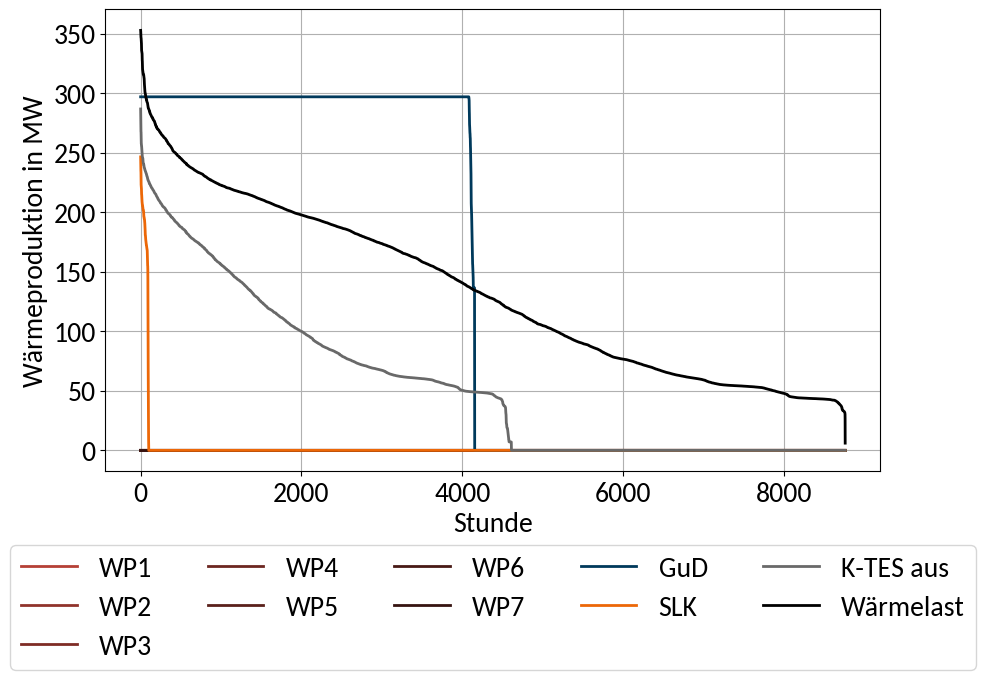 Wärmeproduktion in MW
350
300
250
200
150
100
50
0
0 2000 4000 6000 8000
Stunde
WP1 WP4 WP6 GuD K-TES aus
WP2 WP5 WP7 SLK Wärmelast
WP3